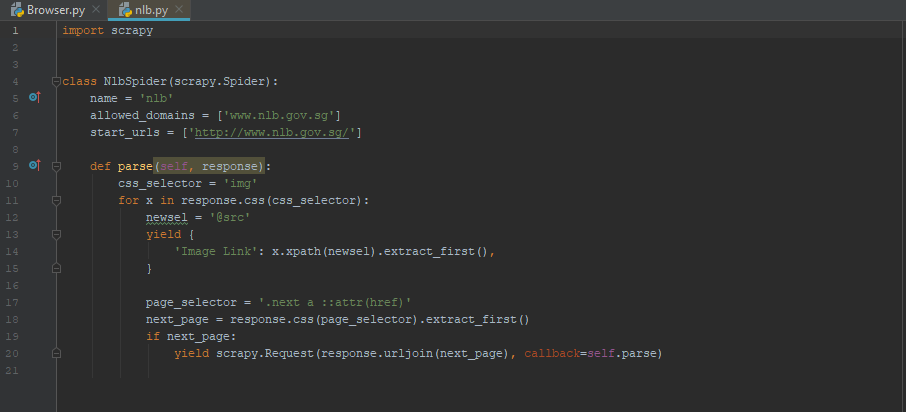 Browser.py nlb.py
1 import scrapy
2
3
4 class NlbSpider(scrapy.Spider):
5 name = 'nlb'
6 allowed_domains = ['www.nlb.gov.sg']
7 start_urls = ['http://www.nlb.gov.sg/']
8
9 def parse(self, response):
10 css_selector = 'img'
11 for x in response.css(css_selector):
12 newsel = '@src'
13 yield {
14 'Image Link': x.xpath(newsel).extract_first(),
15 }
16
17 page_selector = '.next a ::attr(href)'
18 next_page = response.css(page_selector).extract_first()
19 if next_page:
20 yield scrapy.Request(response.urljoin(next_page), callback=self.parse)
21